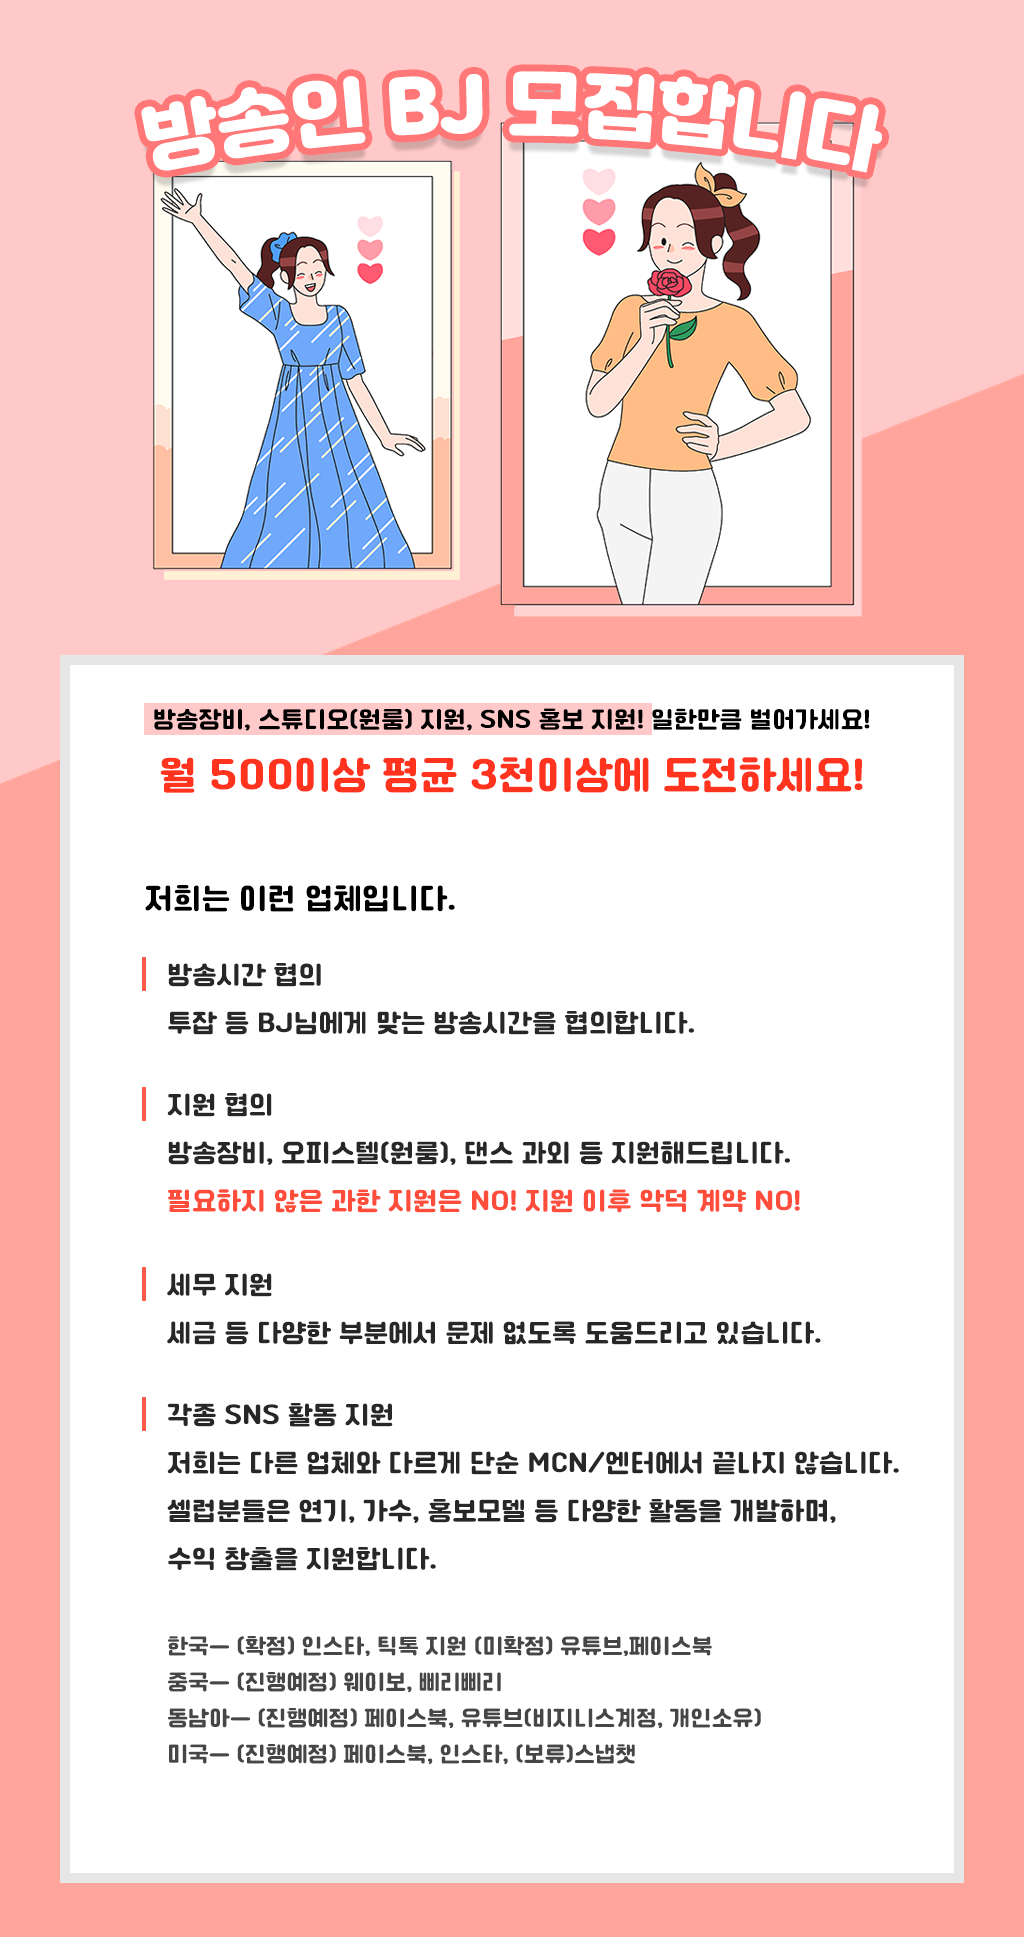 방송인 BJ 모집합니다
방송장비, 스튜디오(원룸) 지원, SNS 홍보 지원! 일한만큼 벌어가세요!
월 500이상 평균 3천이상에 도전하세요!
저희는 이런 업체입니다.
방송시간 협의
투잡 등 BJ님에게 맞는 방송시간을 협의합니다.
지원 협의
방송장비, 오피스텔(원룸), 댄스 과외 등 지원해드립니다.
필요하지 않은 과한 지원은 NO! 지원 이후 악덕 계약 NO!
세무 지원
세금 등 다양한 부분에서 문제 없도록 도움드리고 있습니다.
각종 SNS 활동 지원
저희는 다른 업체와 다르게 단순 MCN/엔터에서 끝나지 않습니다.
셀럽분들은 연기, 가수, 홍보모델 등 다양한 활동을 개발하며,
수익 창출을 지원합니다.
한국ㅡ (확정) 인스타, 틱톡 지원 (미확정) 유튜브,페이스북
중국ㅡ (진행예정) 웨이보, 삐리삐리
동남아ㅡ (진행예정) 페이스북, 유튜브(비지니스계정, 개인소유)
미국ㅡ (진행예정) 페이스북, 인스타, (보류)스냅챗